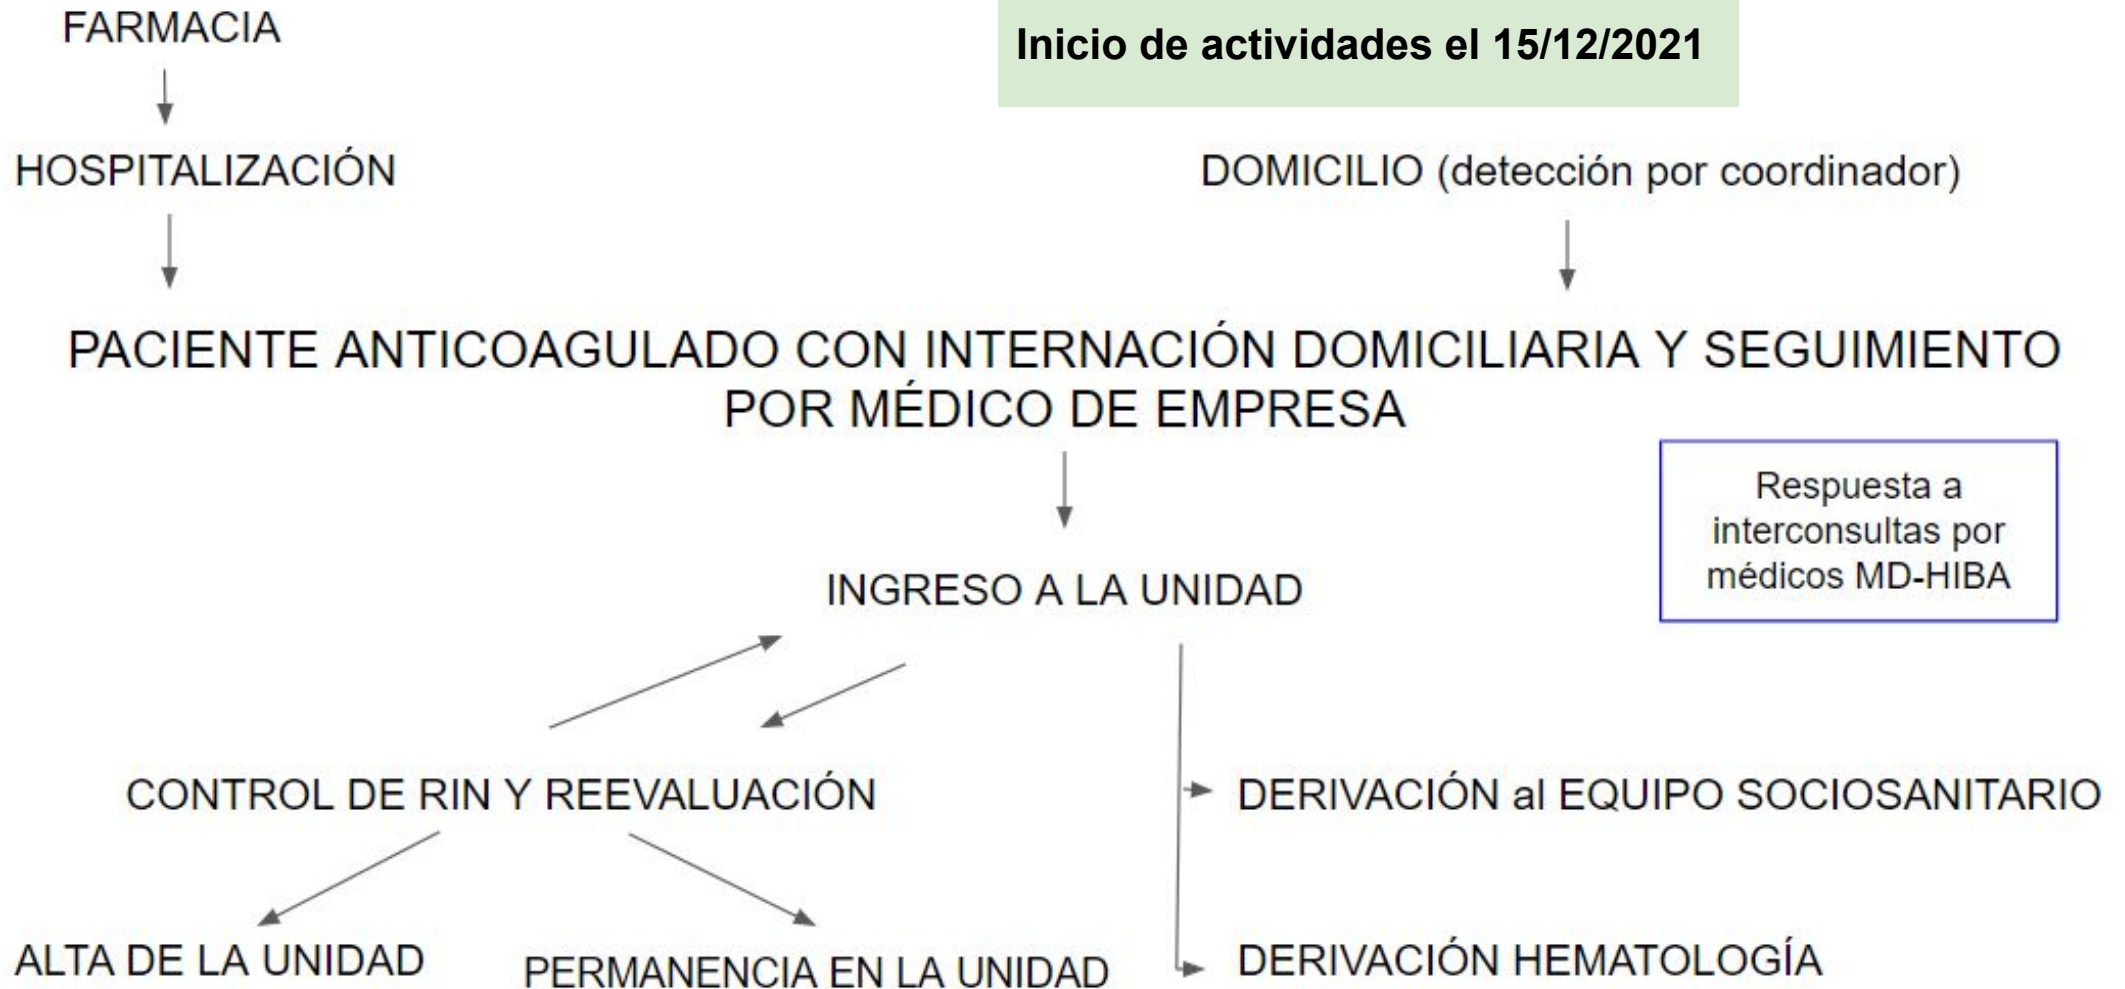 FARMACIA
Inicio de actividades el 15/12/2021
HOSPITALIZACIÓN
DOMICILIO (detección por coordinador)
PACIENTE ANTICOAGULADO CON INTERNACIÓN DOMICILIARIA Y SEGUIMIENTO
POR MÉDICO DE EMPRESA
Respuesta a
interconsultas por
médicos MD-HIBA
INGRESO A LA UNIDAD
CONTROL DE RIN Y REEVALUACIÓN
DERIVACIÓN al EQUIPO SOCIOSANITARIO
ALTA DE LA UNIDAD
PERMANENCIA EN LA UNIDAD
DERIVACIÓN HEMATOLOGÍA